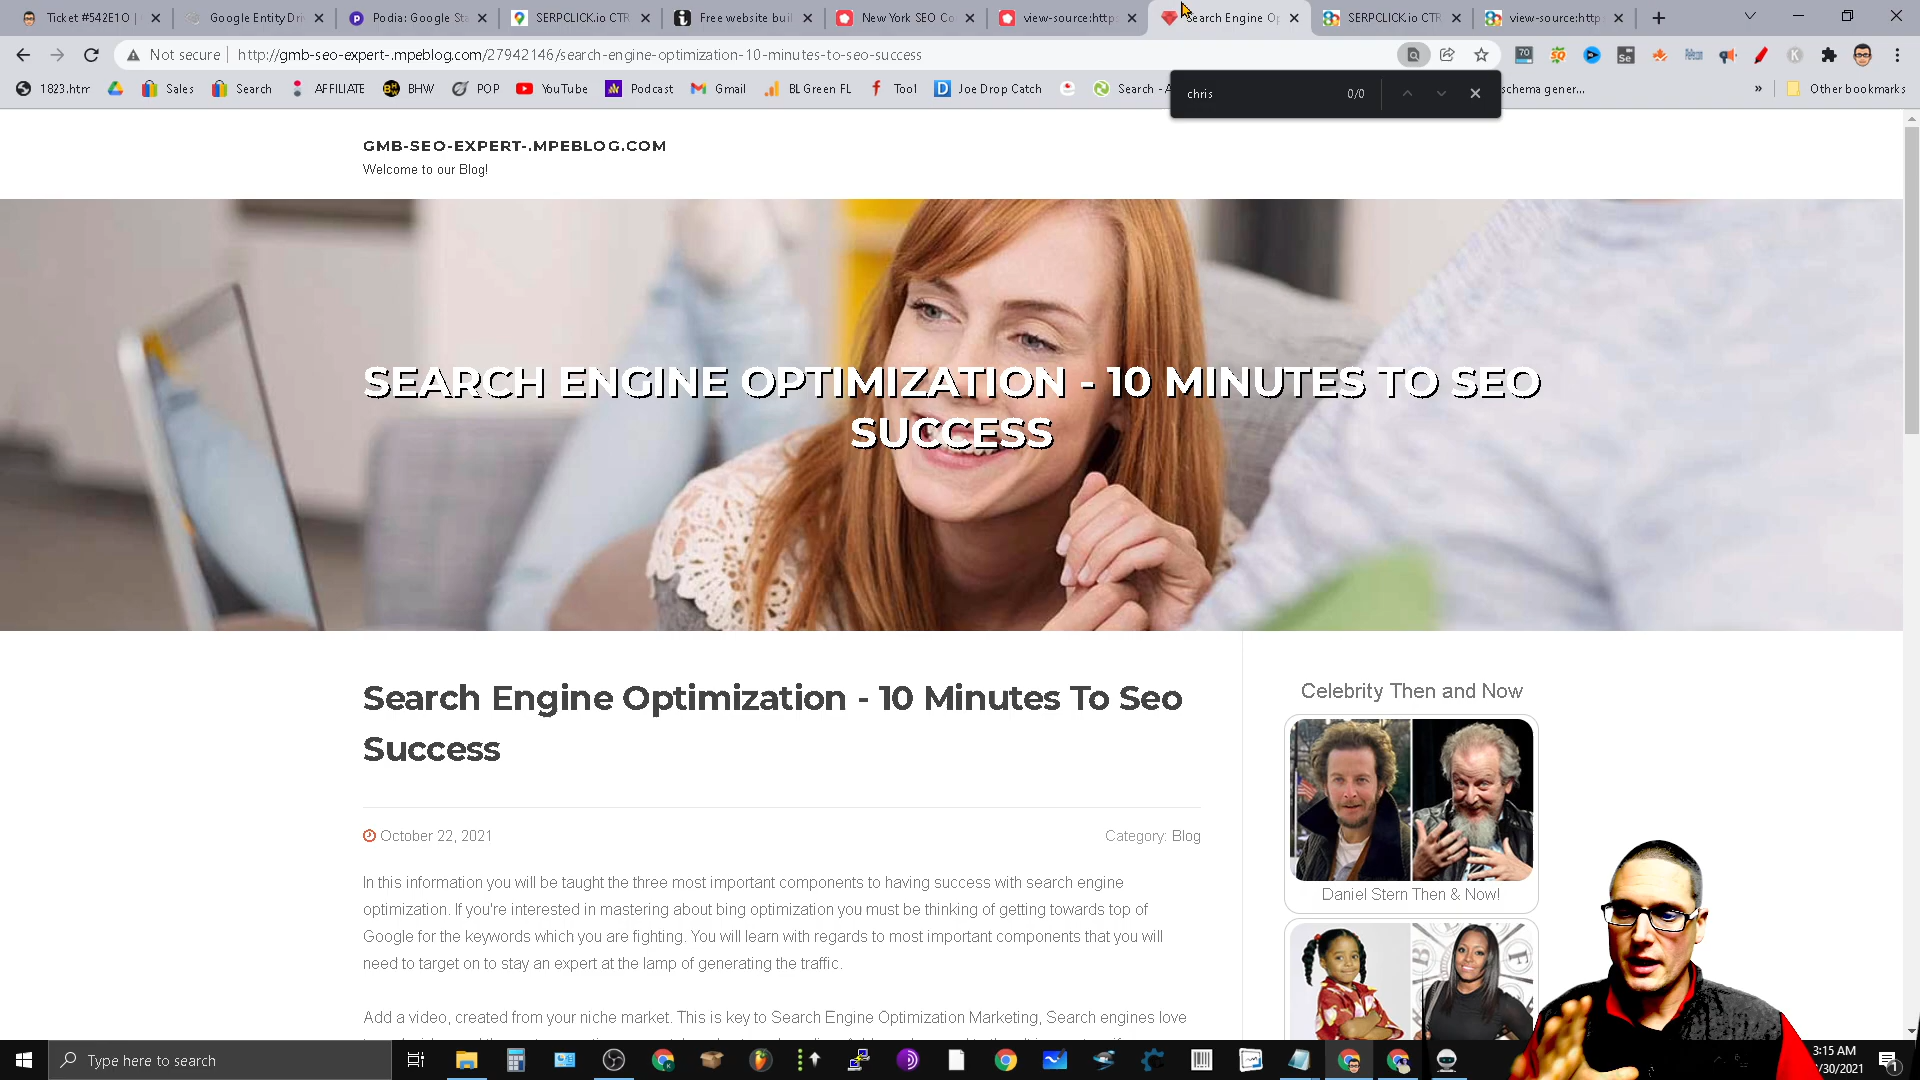 Ticket #542E1O |
Google Entity Dri
Podia: Google Sta
SERPCLICK.io CTR
Free website buil
New York SEO Co
view-source:http
Search Engine Op
SERPCLICK.io CTR
view-source:http
Not secure
http://gmb-seo-expert-.mpeblog.com/27942146/search-engine-optimization-10-minutes-to-seo-success
1823.htm
Sales
Search
AFFILIATE
BHW
POP
YouTube
Podcast
Gmail
BL Green FL
Tool
Joe Drop Catch
Search - A
schema gener...
»
Other bookmarks
chris
0/0
GMB-SEO-EXPERT-.MPEBLOG.COM
Welcome to our Blog!
SEARCH ENGINE OPTIMIZATION - 10 MINUTES TO SEO
SUCCESS
Search Engine Optimization - 10 Minutes To Seo
Success
October 22, 2021
Category: Blog
In this information you will be taught the three most important components to having success with search engine
optimization. If you're interested in mastering about bing optimization you must be thinking of getting towards top of
Google for the keywords which you are fighting. You will learn with regards to most important components that you will
need to target on to stay an expert at the lamp of generating the traffic.
Add a video, created from your niche market. This is key to Search Engine Optimization Marketing, Search engines love
Celebrity Then and Now
Daniel Stern Then & Now!
Type here to search
3:15 AM
/30/2021